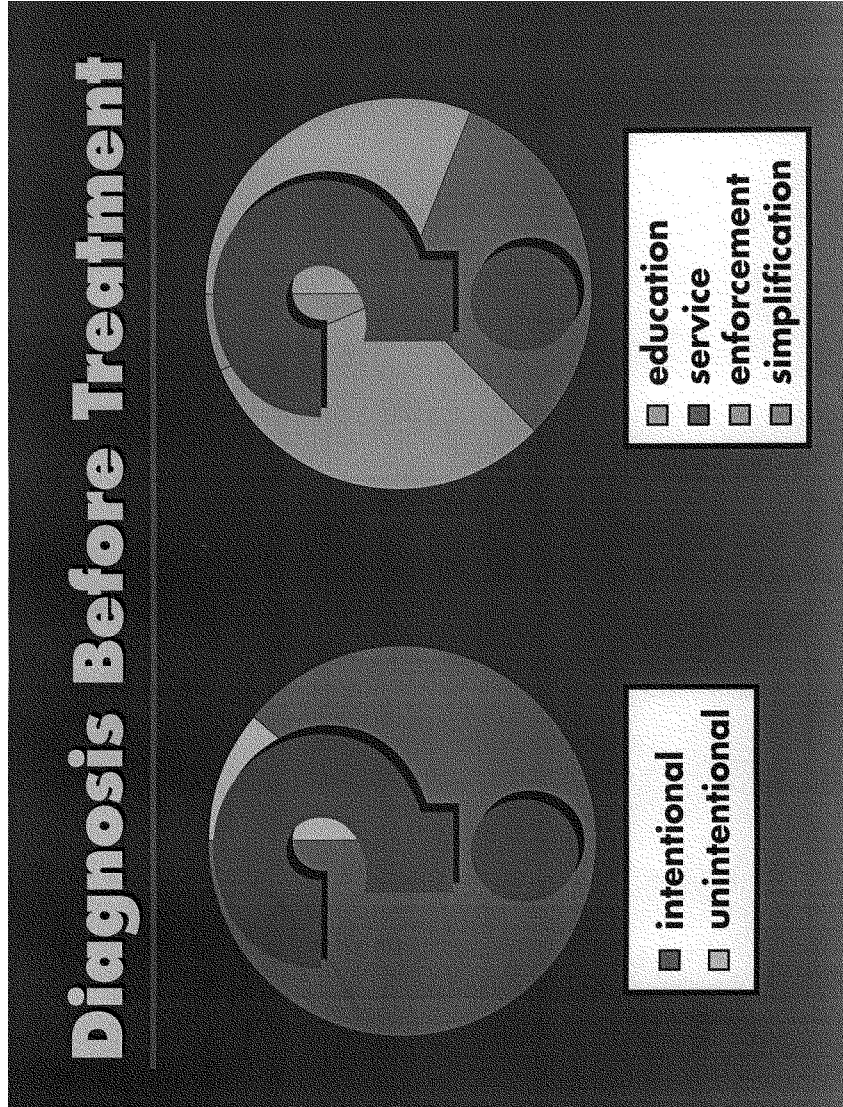 Diagnosis Before Treatment
intentional
unintentional
education
service
enforcement
simplification